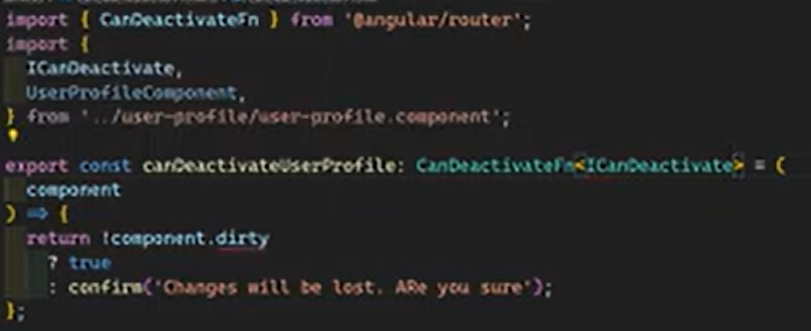 import { CanDeactivateFn } from '@angular/router';
import {
  ICanDeactivate,
  UserProfileComponent,
} from '../user-profile/user-profile.component';

export const canDeactivateUserProfile: CanDeactivateFn<ICanDeactivate> = (
  component
) => {
  return !component.dirty
    ? true
    : confirm('Changes will be lost. ARe you sure');
};